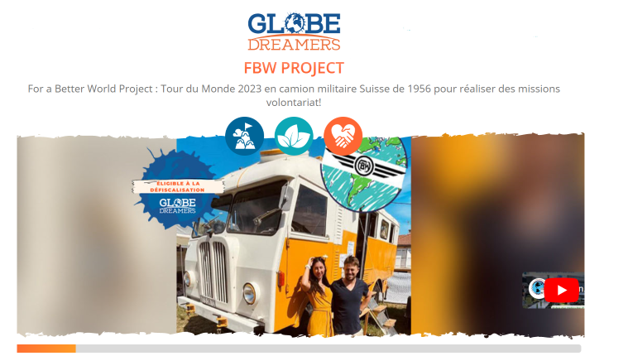 GLOBE
DREAMERS
FBW PROJECT
For a Better World Project : Tour du Monde 2023 en camion militaire Suisse de 1956 pour réaliser des missions
volontariat!
ÉLIGIBLE À LA
DÉFISCALISATION
GLOBE
DREAMERS
FBW